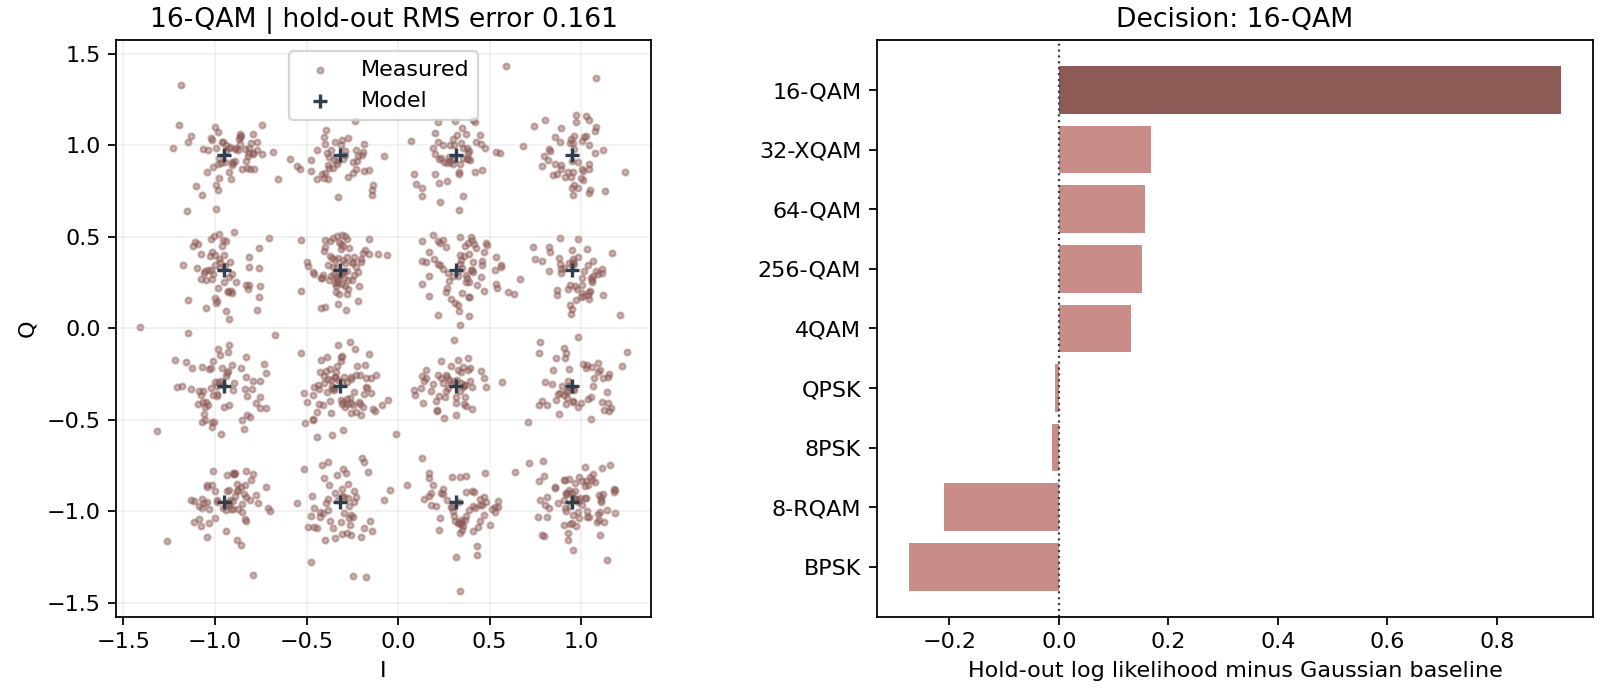 16-QAM | hold-out RMS error 0.161
Measured
Model
1.5
1.0
0.5
0.0
−0.5
−1.0
−1.5
Q
−1.5
−1.0
−0.5
0.0
0.5
1.0
I
Decision: 16-QAM
16-QAM
32-XQAM
64-QAM
256-QAM
4QAM
QPSK
8PSK
8-RQAM
BPSK
−0.2
0.0
0.2
0.4
0.6
0.8
Hold-out log likelihood minus Gaussian baseline